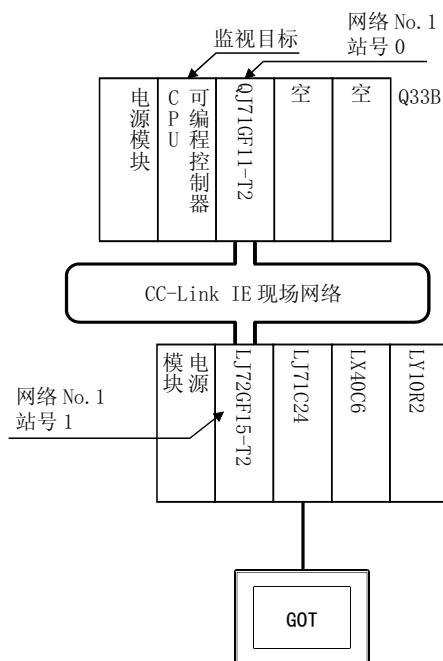 网络 No.1
站号 0
监视目标
电源模块
可编程控制器
CPU
QJ71GF11-T2
空
空
Q33B
CC-Link IE 现场网络
电源
模块
LJ72GF15-T2
LJ71C24
LX40C6
LY10R2
网络 No.1
站号 1
GOT